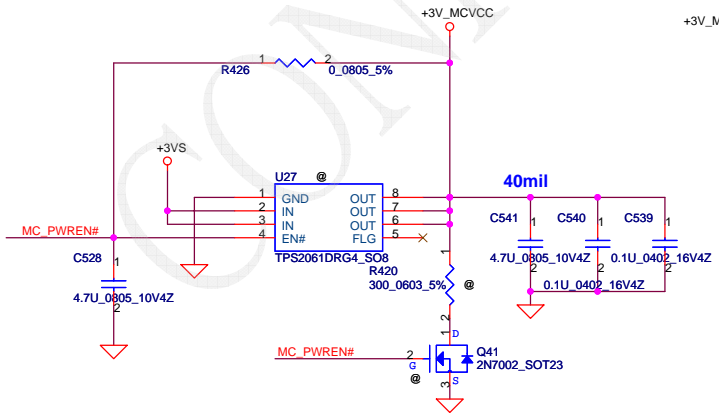 +3V_MCVCC
+3V_M
1
2
R426
0_0805_5%
+3VS
U27
@
1
GND
OUT
8
2
IN
OUT
7
3
IN
OUT
6
4
EN#
FLG
5
TPS2061DRG4_SO8
MC_PWREN#
40mil
C541
1
C540
1
C539
1
4.7U_0805_10V4Z
2
0.1U_0402_16V4Z
2
0.1U_0402_16V4Z
2
C528
1
4.7U_0805_10V4Z
2
R420
1
300_0603_5%
@
2
MC_PWREN#
2
G
1
D
Q41
2N7002_SOT23
@
3
S
CON